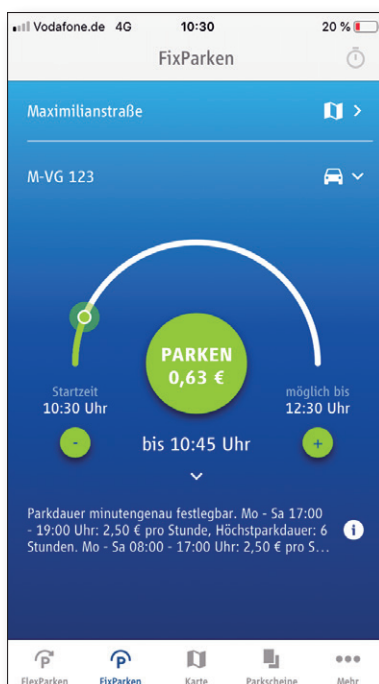 Vodafone.de 4G 10:30 20 %
FixParken
Maximilianstraße
M-VG 123
PARKEN
0,63 €
Startzeit
10:30 Uhr
möglich bis
12:30 Uhr
- bis 10:45 Uhr +
Parkdauer minutengenau festlegbar. Mo - Sa 17:00
- 19:00 Uhr: 2,50 € pro Stunde, Höchstparkdauer: 6
Stunden. Mo - Sa 08:00 - 17:00 Uhr: 2,50 € pro S...
FlexParken FixParken Karte Parkscheine Mehr